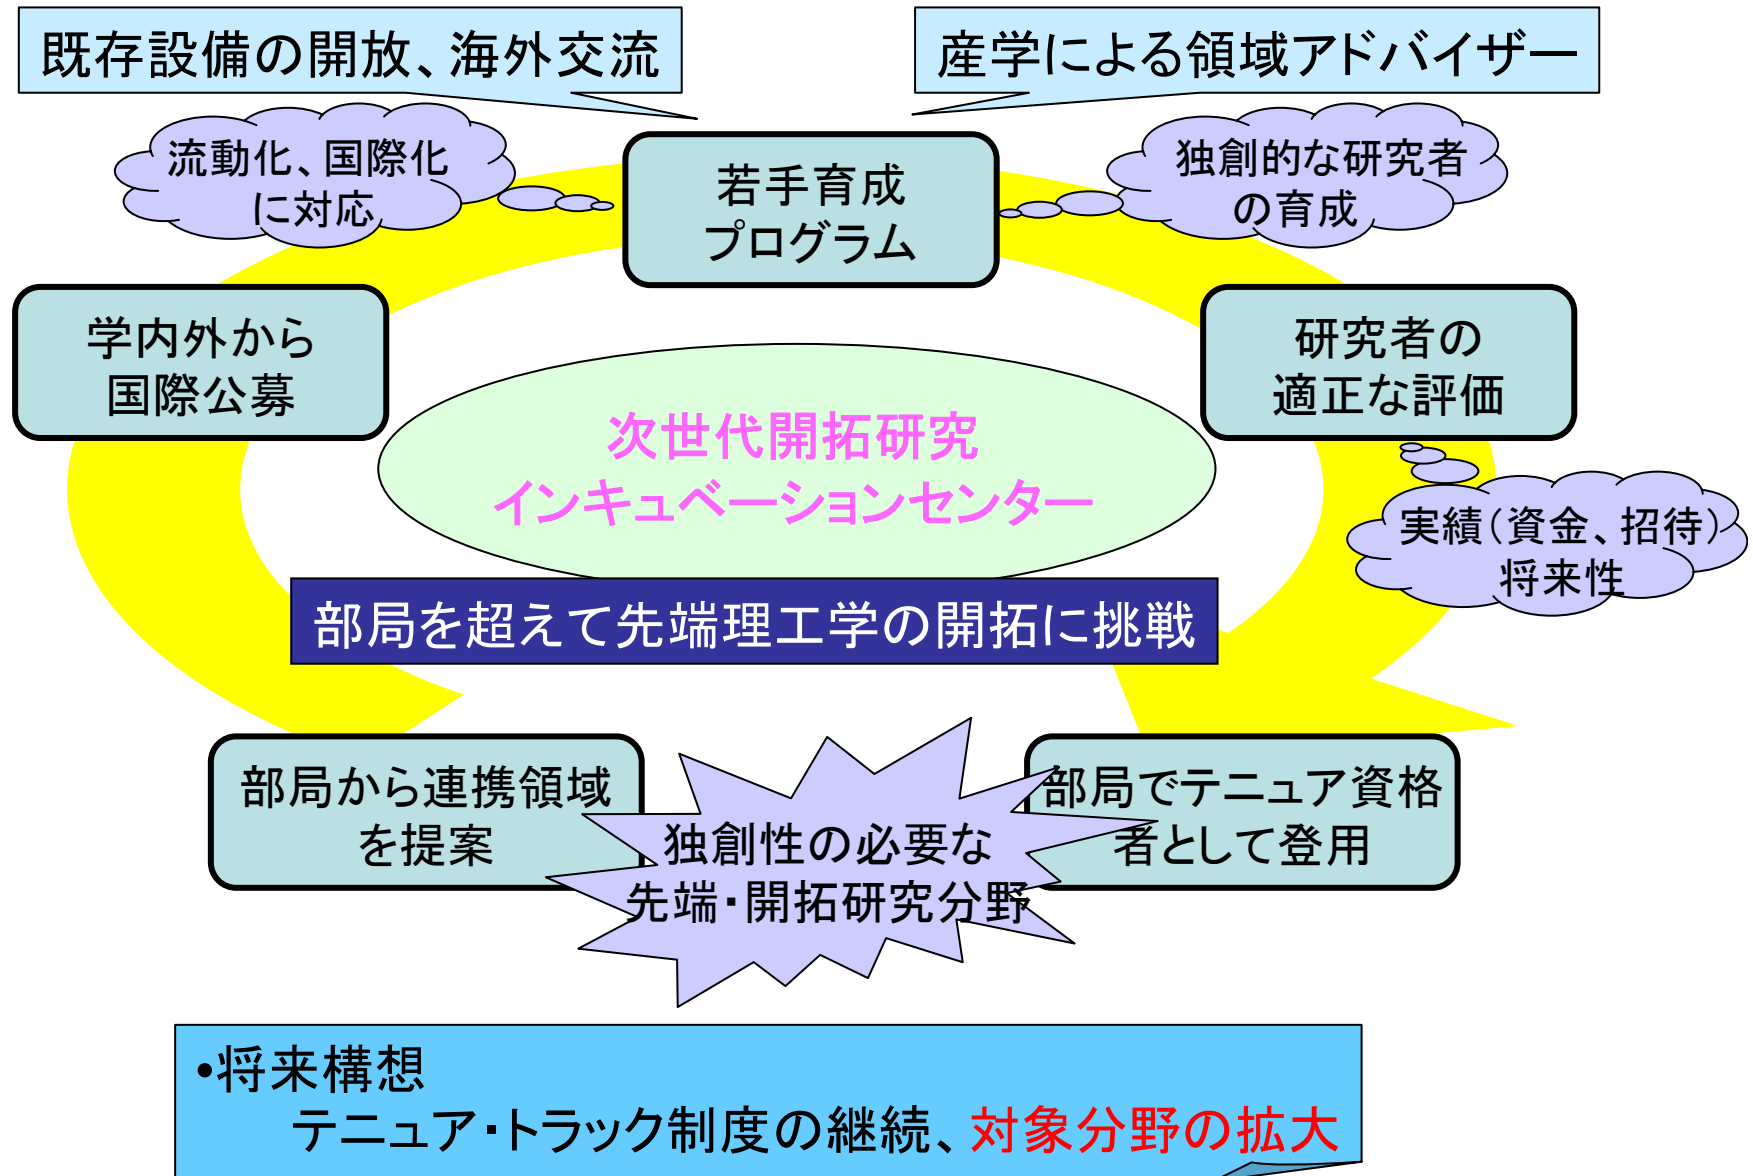 既存設備の開放、海外交流
産学による領域アドバイザー
流動化、国際化
に対応
若手育成
プログラム
独創的な研究者
の育成
学内外から
国際公募
研究者の
適正な評価
次世代開拓研究
インキュベーションセンター
実績(資金、招待)
将来性
部局を超えて先端理工学の開拓に挑戦
部局から連携領域
を提案
独創性の必要な
先端・開拓研究分野
部局でテニュア資格
者として登用
•将来構想
テニュア・トラック制度の継続、対象分野の拡大